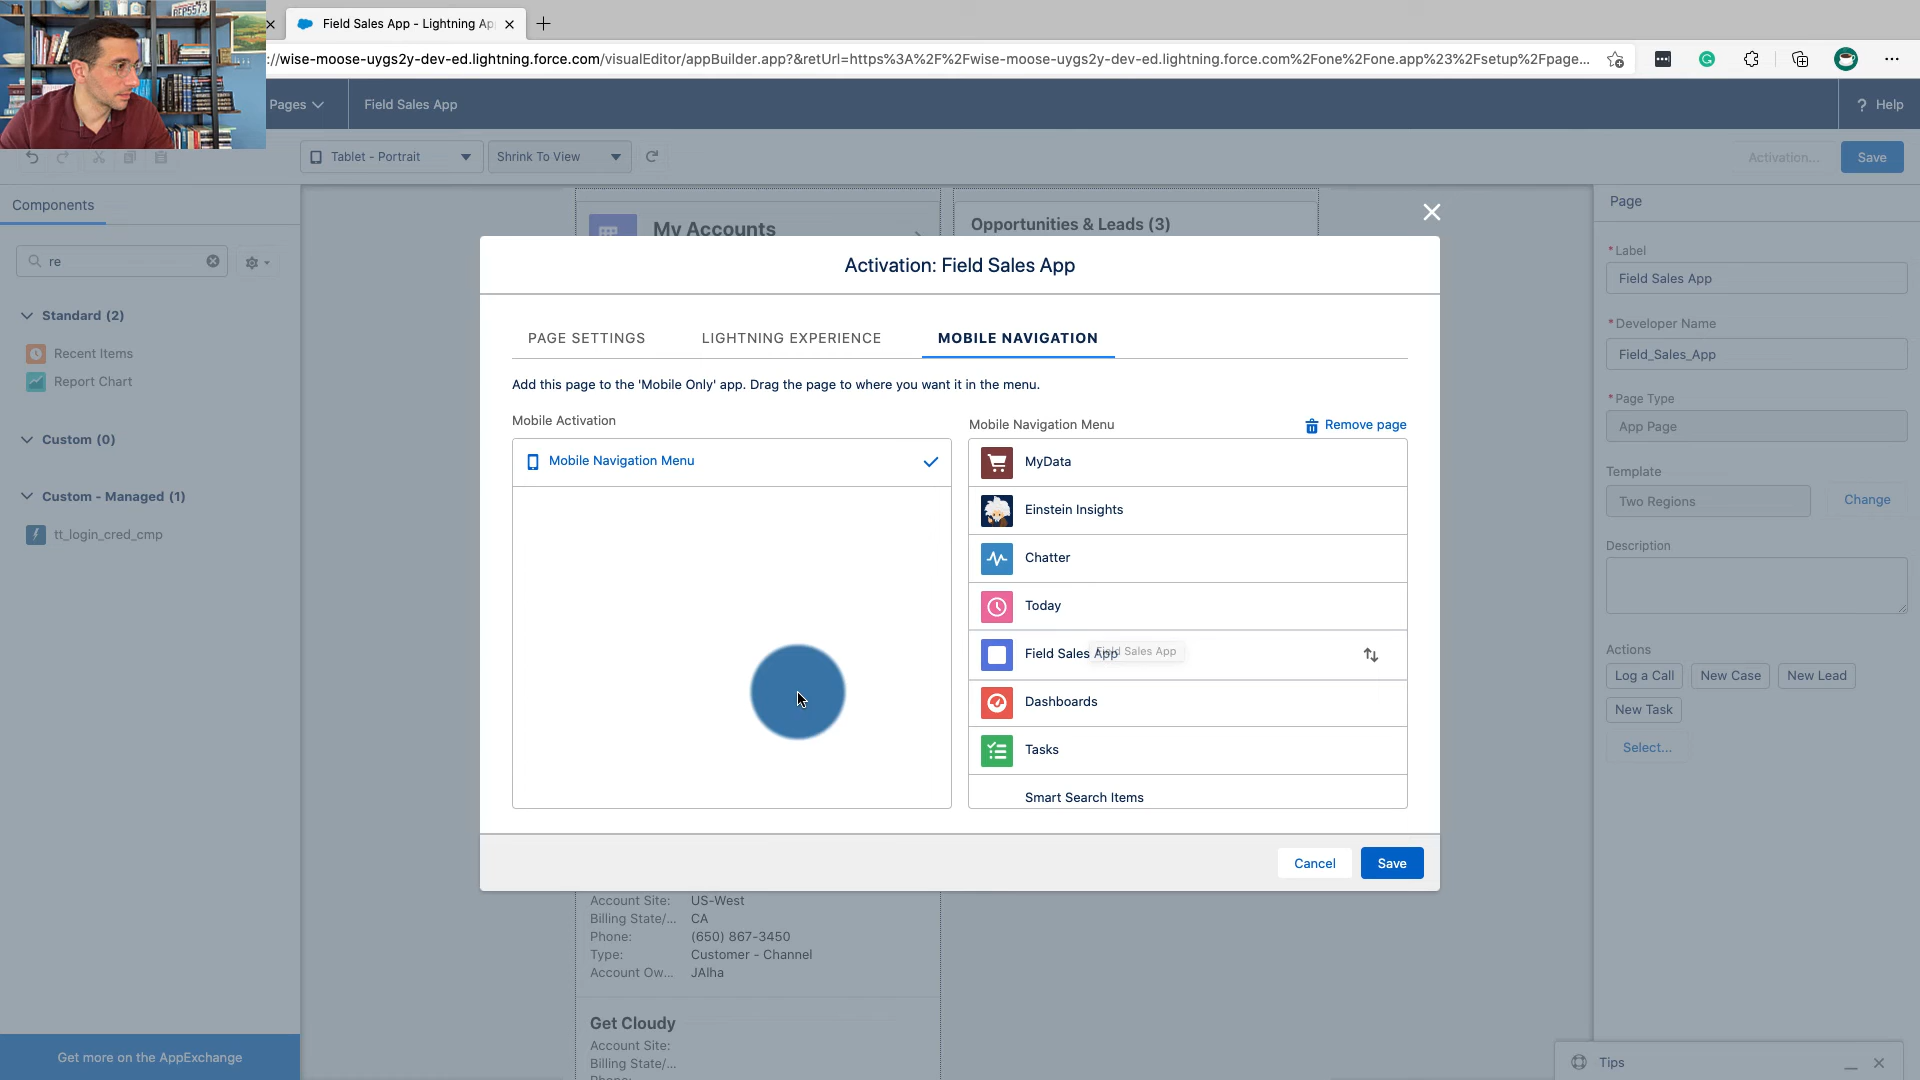 BFP5573
Field Sales App - Lightning Ap
://wise-moose-uygs2y-dev-ed.lightning.force.com/visualEditor/appBuilder.app?&retUrl=https%3A%2F%2Fwise-moose-uygs2y-dev-ed.lightning.force.com%2Fone%2Fone.app%23%2Fsetup%2Fpage...
Pages
Field Sales App
? Help
Tablet - Portrait
Shrink To View
Activation...
Save
Components
re
Standard (2)
Recent Items
Report Chart
Custom (0)
Custom - Managed (1)
tt_login_cred_cmp
Get more on the AppExchange
My Accounts
Opportunities & Leads (3)
Activation: Field Sales App
PAGE SETTINGS
LIGHTNING EXPERIENCE
MOBILE NAVIGATION
Add this page to the 'Mobile Only' app. Drag the page to where you want it in the menu.
Mobile Activation
Mobile Navigation Menu
Mobile Navigation Menu
Remove page
MyData
Einstein Insights
Chatter
Today
Field Sales App
Field Sales App
Dashboards
Tasks
Smart Search Items
Cancel
Save
Account Site: US-West
Billing State/... CA
Phone: (650) 867-3450
Type: Customer - Channel
Account Ow... JAlha
Get Cloudy
Account Site:
Billing State/...
Page
*Label
Field Sales App
*Developer Name
Field_Sales_App
*Page Type
App Page
Template
Two Regions
Change
Description
Actions
Log a Call
New Case
New Lead
New Task
Select...
Tips